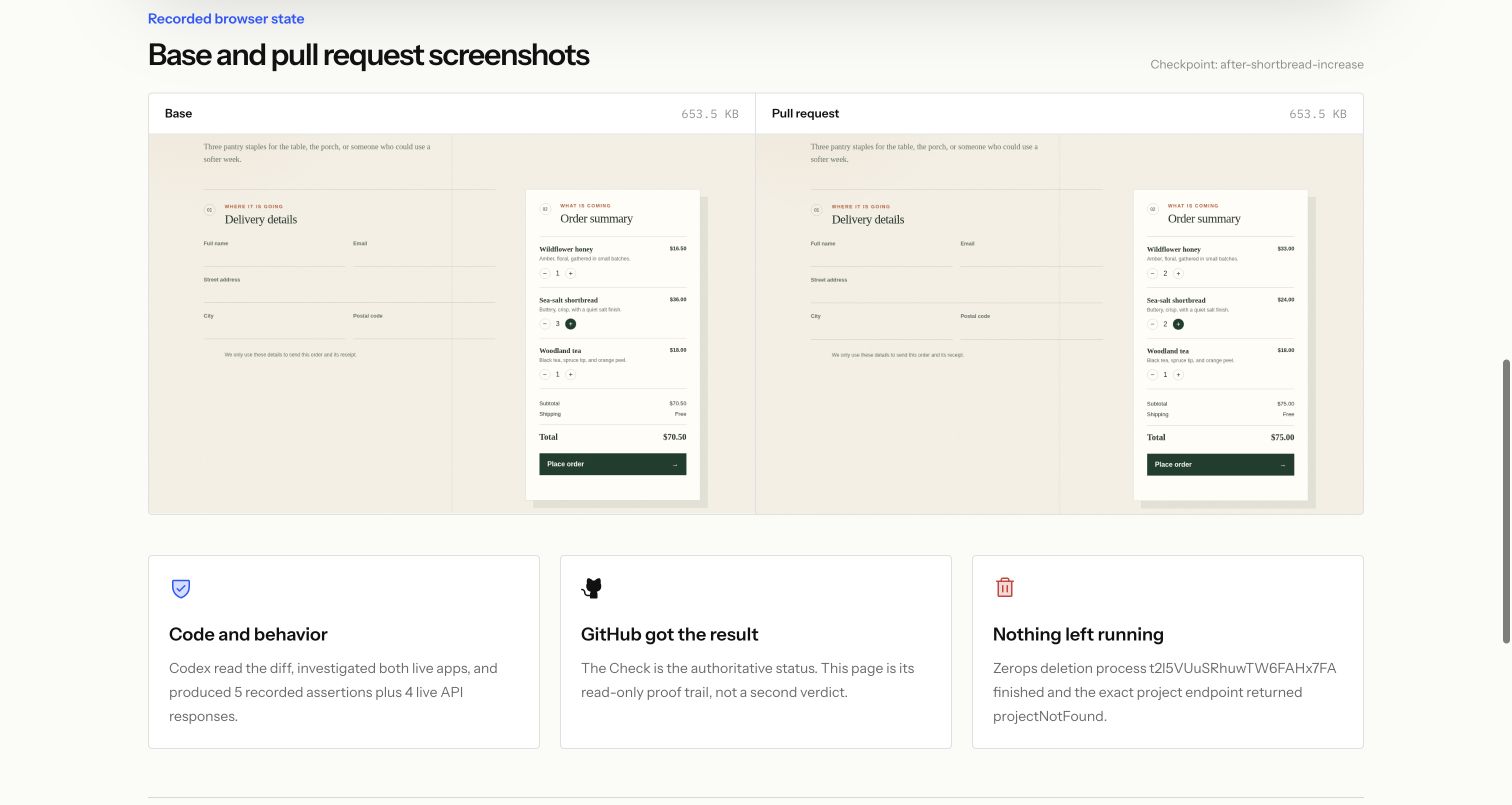 Recorded browser state
Base and pull request screenshots
Checkpoint: after-shortbread-increase
Base
653.5 KB
Three pantry staples for the table, the porch, or someone who could use a
softer week.
01
WHERE IT IS GOING
Delivery details
Full name
Email
Street address
City
Postal code
We only use these details to send this order and its receipt.
02
WHAT IS COMING
Order summary
Wildflower honey
$16.50
Amber, floral, gathered in small batches.
− 1 +
Sea-salt shortbread
$36.00
Buttery, crisp, with a quiet salt finish.
− 3 +
Woodland tea
$18.00
Black tea, spruce tip, and orange peel.
− 1 +
Subtotal
$70.50
Shipping
Free
Total
$70.50
Place order →
Pull request
653.5 KB
Three pantry staples for the table, the porch, or someone who could use a
softer week.
01
WHERE IT IS GOING
Delivery details
Full name
Email
Street address
City
Postal code
We only use these details to send this order and its receipt.
02
WHAT IS COMING
Order summary
Wildflower honey
$33.00
Amber, floral, gathered in small batches.
− 2 +
Sea-salt shortbread
$24.00
Buttery, crisp, with a quiet salt finish.
− 2 +
Woodland tea
$18.00
Black tea, spruce tip, and orange peel.
− 1 +
Subtotal
$75.00
Shipping
Free
Total
$75.00
Place order →
Code and behavior
Codex read the diff, investigated both live apps, and
produced 5 recorded assertions plus 4 live API
responses.
GitHub got the result
The Check is the authoritative status. This page is its
read-only proof trail, not a second verdict.
Nothing left running
Zerops deletion process t2I5VUuSRhuwTW6FAHx7FA
finished and the exact project endpoint returned
projectNotFound.